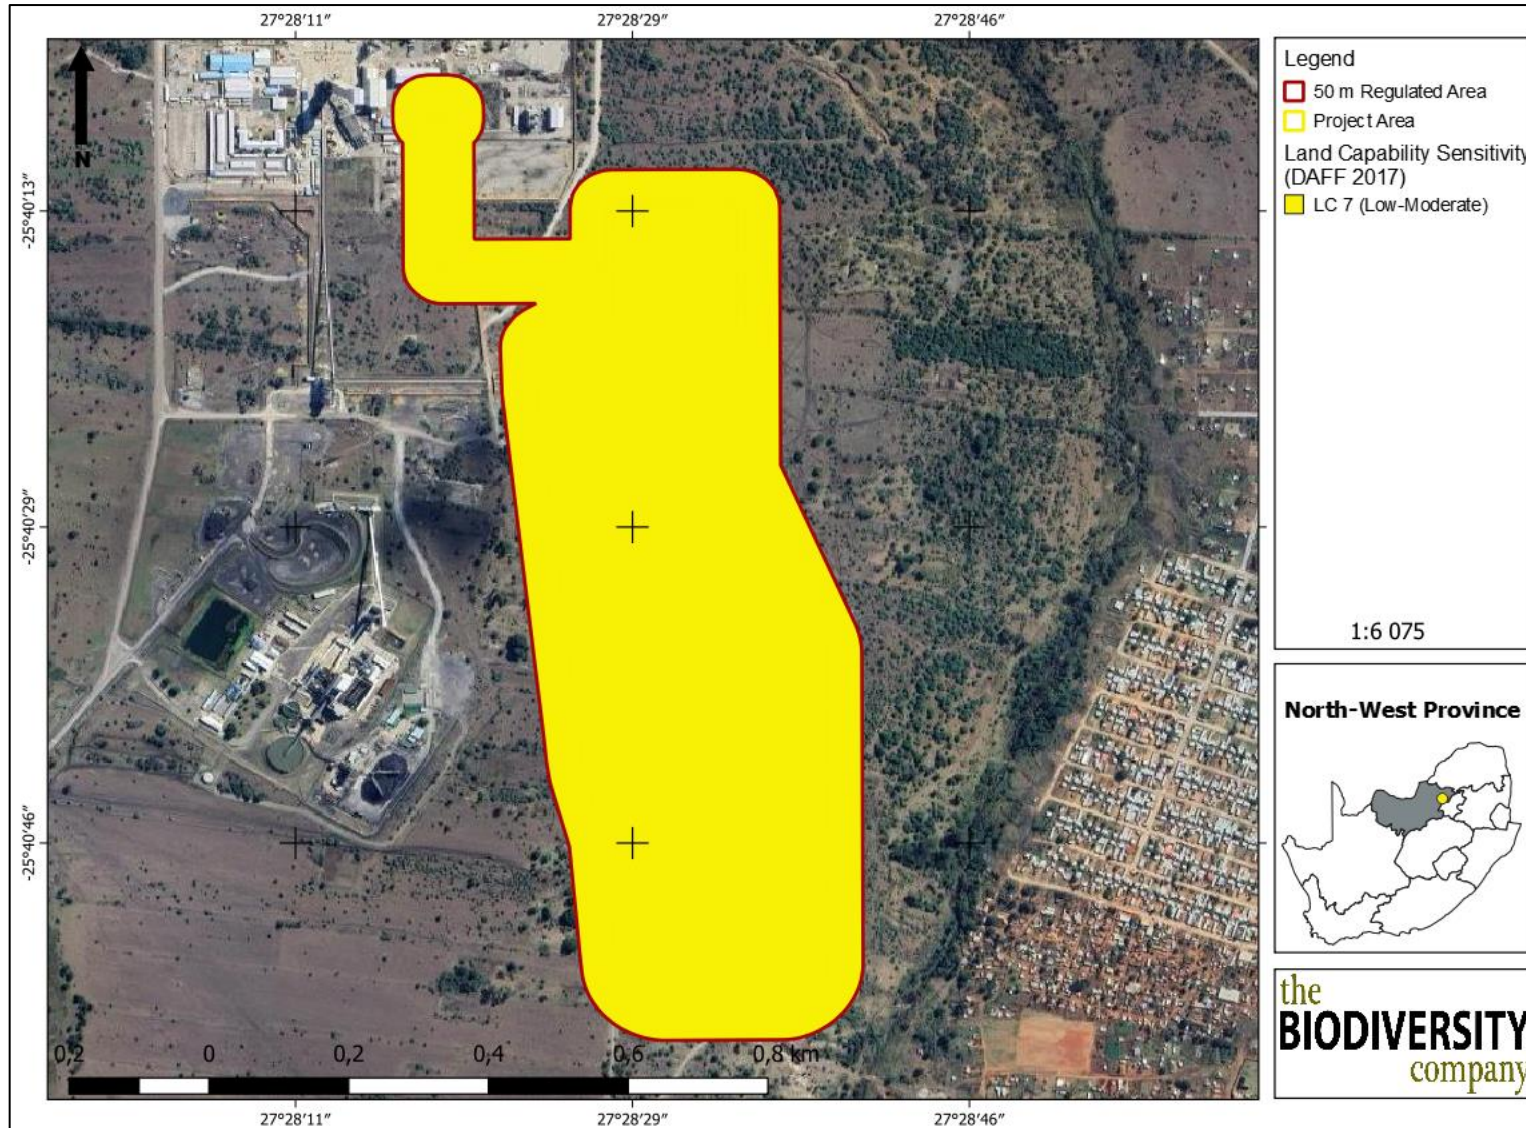 27°28′11″ 27°28′29″ 27°28′46″
N
-25°40′13″
-25°40′29″
-25°40′46″
0,2 0 0,2 0,4 0,6 0,8 km
27°28′11″ 27°28′29″ 27°28′46″
Legend
50 m Regulated Area
Project Area
Land Capability Sensitivity
(DAFF 2017)
LC 7 (Low-Moderate)
1:6 075
North-West Province
the
BIODIVERSITY
company